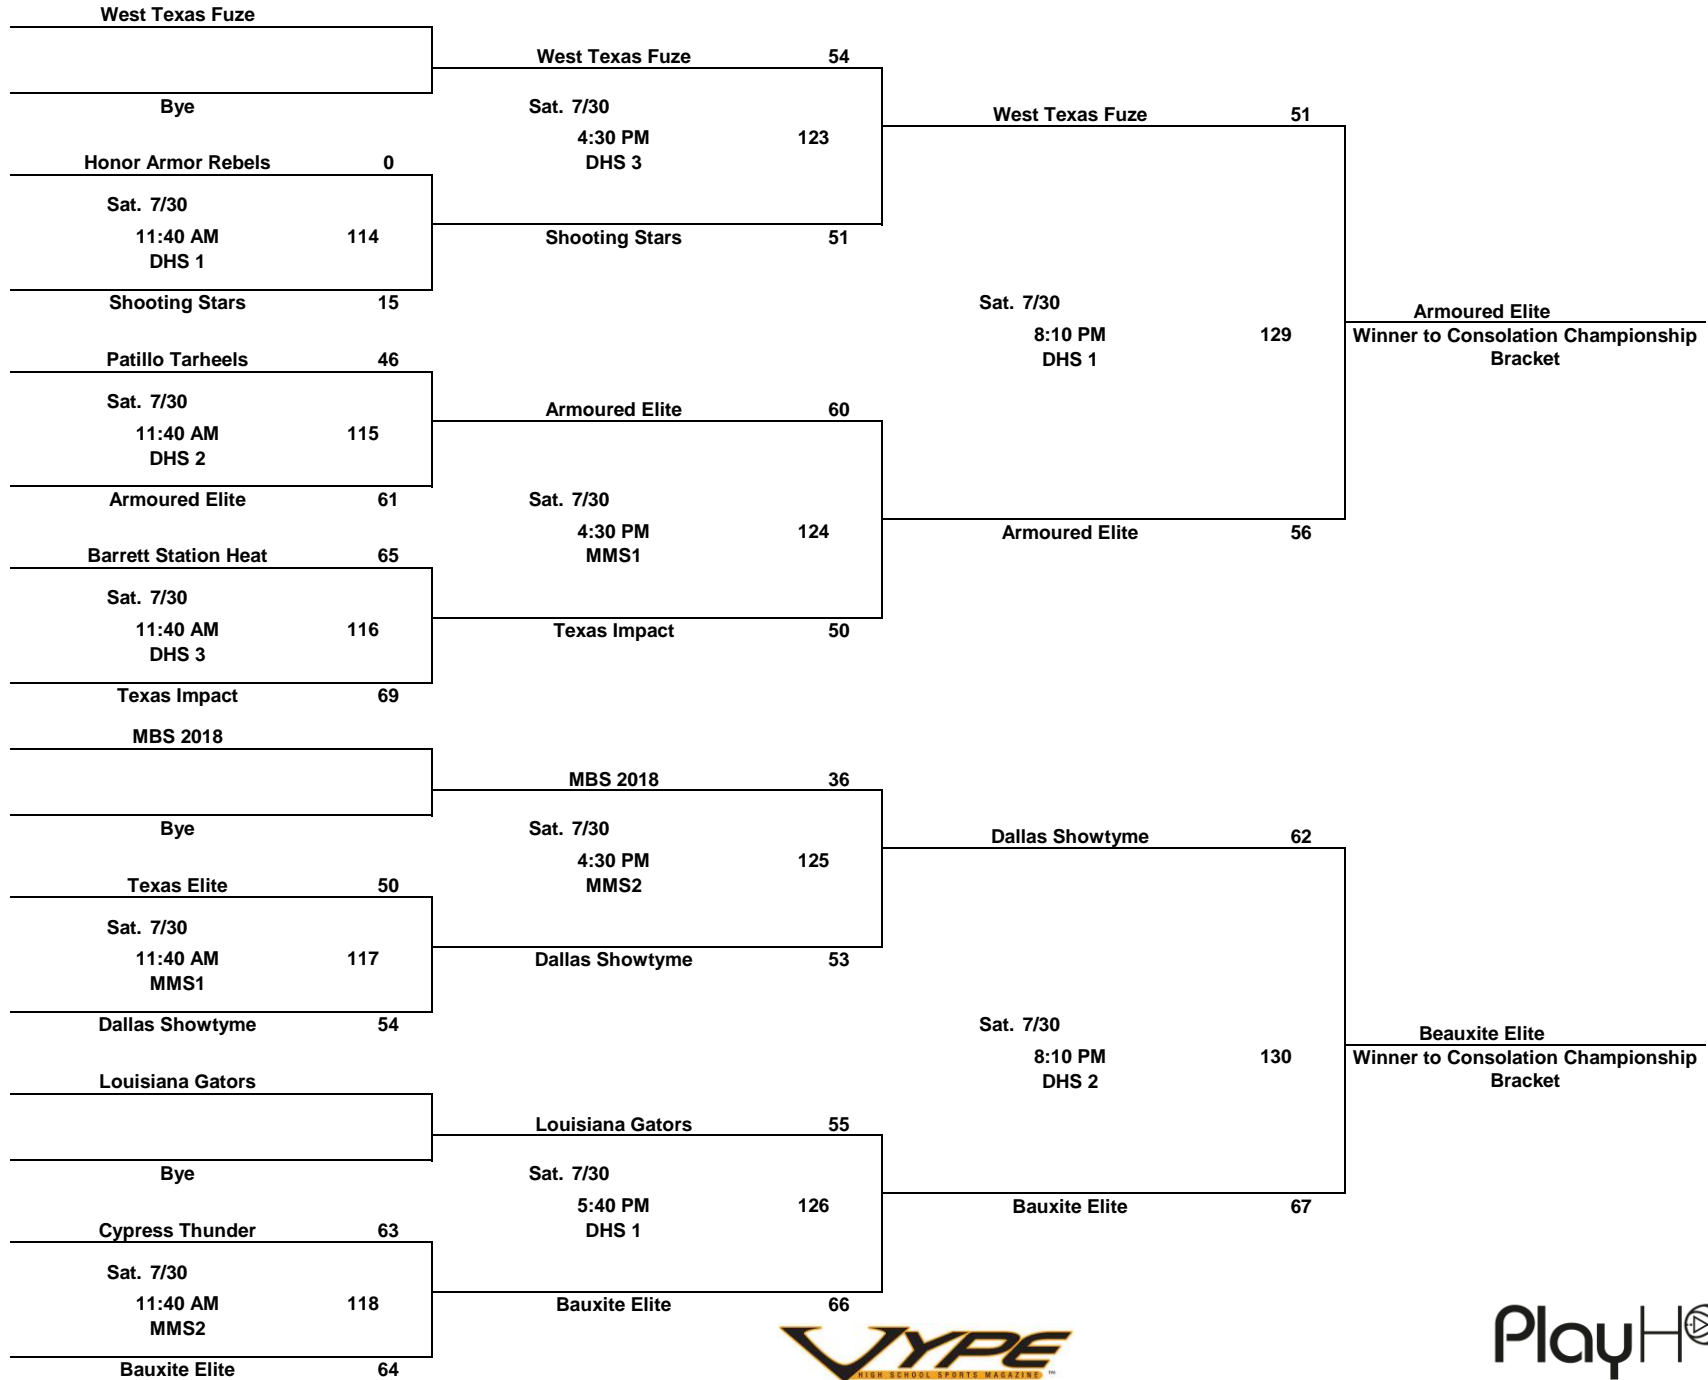 West Texas Fuze
West Texas Fuze 54
Bye
Sat. 7/30
4:30 PM 123
DHS 3
West Texas Fuze 51
Honor Armor Rebels 0
Sat. 7/30
11:40 AM 114
DHS 1
Shooting Stars 51
Shooting Stars 15
Sat. 7/30
8:10 PM 129
DHS 1
Armoured Elite
Winner to Consolation Championship
Bracket
Patillo Tarheels 46
Sat. 7/30
11:40 AM 115
DHS 2
Armoured Elite 60
Armoured Elite 61
Sat. 7/30
4:30 PM 124
MMS1
Armoured Elite 56
Barrett Station Heat 65
Sat. 7/30
11:40 AM 116
DHS 3
Texas Impact 50
Texas Impact 69
MBS 2018
MBS 2018 36
Bye
Sat. 7/30
4:30 PM 125
MMS2
Dallas Showtyme 62
Texas Elite 50
Sat. 7/30
11:40 AM 117
MMS1
Dallas Showtyme 53
Dallas Showtyme 54
Sat. 7/30
8:10 PM 130
DHS 2
Beauxite Elite
Winner to Consolation Championship
Bracket
Louisiana Gators
Louisiana Gators 55
Bye
Sat. 7/30
5:40 PM 126
DHS 1
Bauxite Elite 67
Cypress Thunder 63
Sat. 7/30
11:40 AM 118
MMS2
Bauxite Elite 66
Bauxite Elite 64
VYPE
HIGH SCHOOL SPORTS MAGAZINE ™
PlayH